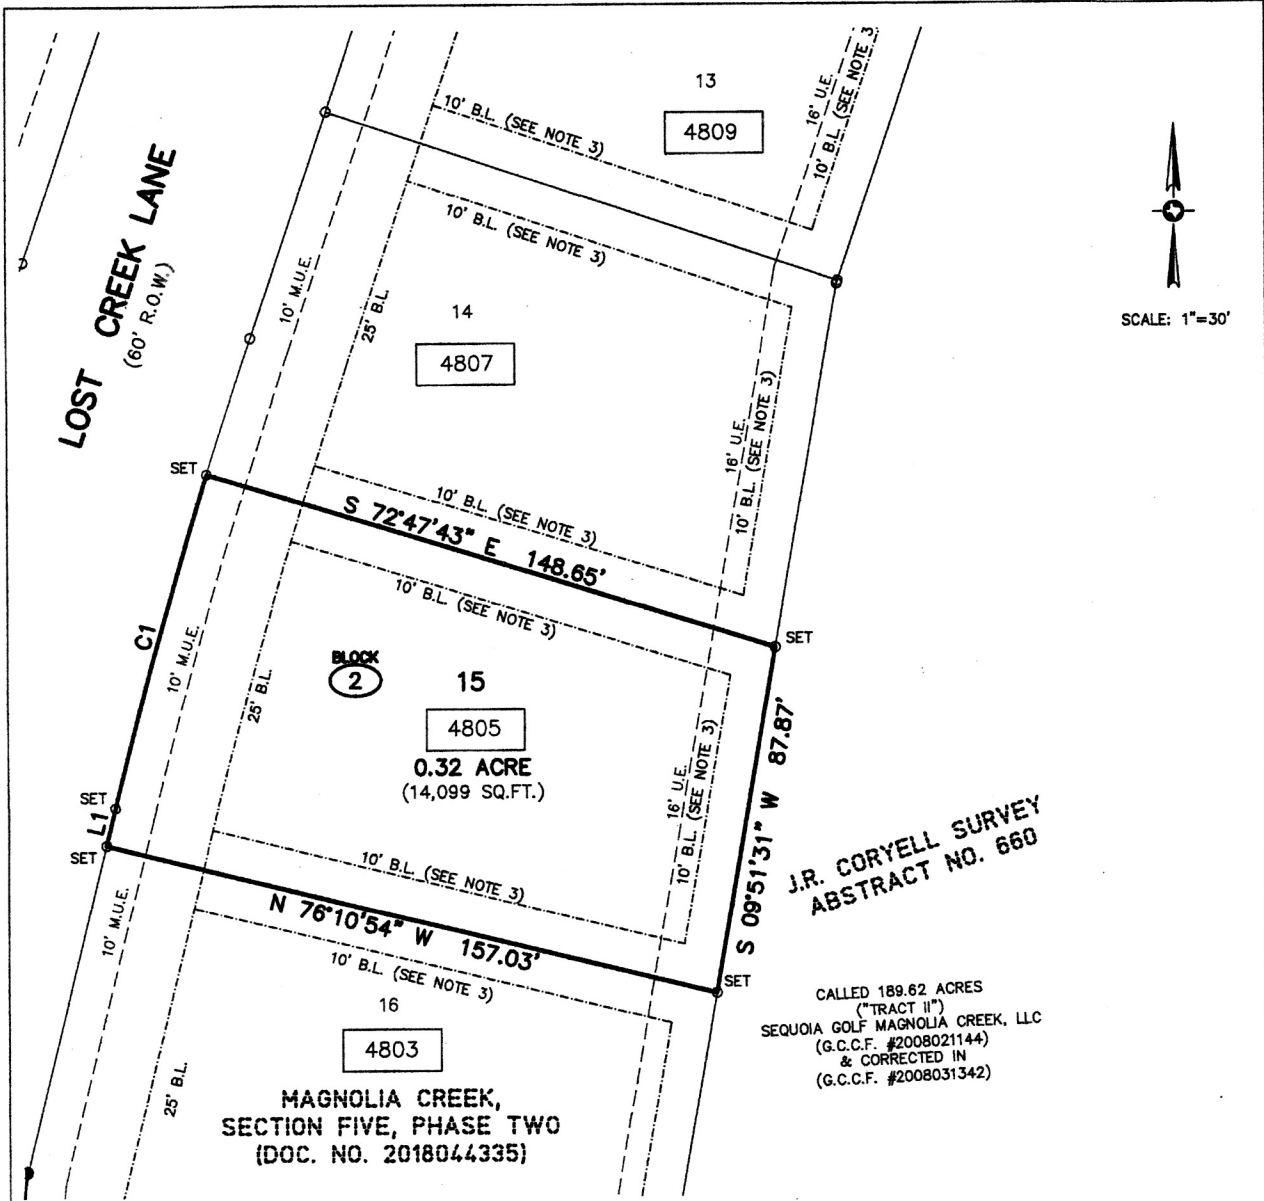 13
4809
10' B.L. (SEE NOTE 3)
16' U.E.
10' B.L. (SEE NOTE 3)
LOST CREEK LANE
(60' R.O.W.)
10' M.U.E.
25' B.L.
10' B.L. (SEE NOTE 3)
14
4807
16' U.E.
10' B.L. (SEE NOTE 3)
SCALE: 1"=30'
SET
10' B.L. (SEE NOTE 3)
S 72°47'43" E 148.65'
10' B.L. (SEE NOTE 3)
SET
C1
10' M.U.E.
25' B.L.
BLOCK
2
15
4805
0.32 ACRE
(14,099 SQ.FT.)
16' U.E.
10' B.L. (SEE NOTE 3)
S 09°51'31" W 87.87'
SET
L1
SET
10' B.L. (SEE NOTE 3)
N 76°10'54" W 157.03'
10' B.L. (SEE NOTE 3)
SET
J.R. CORYELL SURVEY
ABSTRACT NO. 660
10' M.U.E.
25' B.L.
16
4803
CALLED 189.62 ACRES
("TRACT II")
SEQUOIA GOLF MAGNOLIA CREEK, LLC
(G.C.C.F. #2008021144)
& CORRECTED IN
(G.C.C.F. #2008031342)
MAGNOLIA CREEK,
SECTION FIVE, PHASE TWO
(DOC. NO. 2018044335)